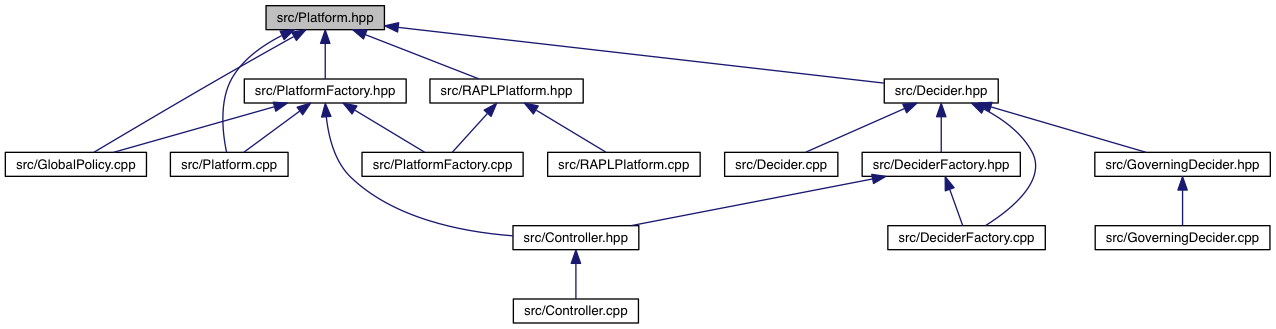 src/Platform.hpp
src/PlatformFactory.hpp
src/RAPLPlatform.hpp
src/Decider.hpp
src/GlobalPolicy.cpp
src/Platform.cpp
src/PlatformFactory.cpp
src/RAPLPlatform.cpp
src/Decider.cpp
src/DeciderFactory.hpp
src/GoverningDecider.hpp
src/Controller.hpp
src/DeciderFactory.cpp
src/GoverningDecider.cpp
src/Controller.cpp